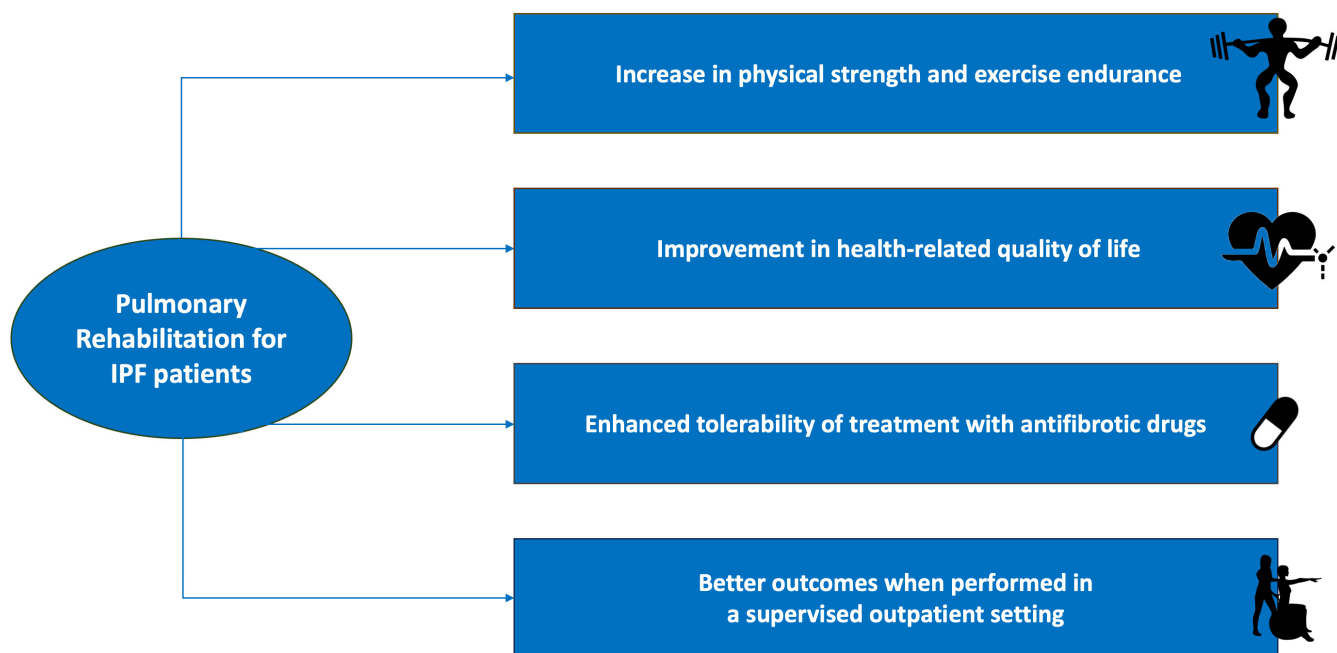 Pulmonary
Rehabilitation for
IPF patients
Increase in physical strength and exercise endurance
Improvement in health-related quality of life
Enhanced tolerability of treatment with antifibrotic drugs
Better outcomes when performed in
a supervised outpatient setting